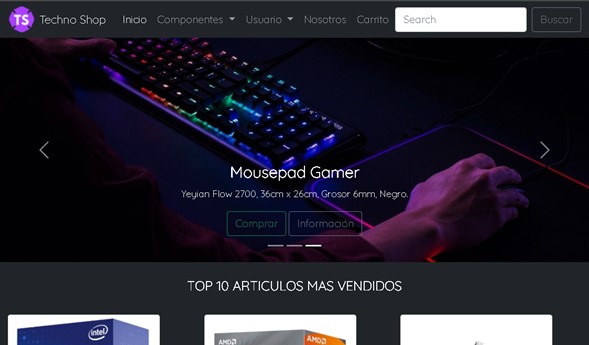 TS Techno Shop Inicio Componentes Usuario Nosotros Carrito Search Buscar
Mousepad Gamer
Yeyian Flow 2700, 36cm x 26cm, Grosor 6mm, Negro.
Comprar Información
TOP 10 ARTICULOS MAS VENDIDOS
intel AMD AMD